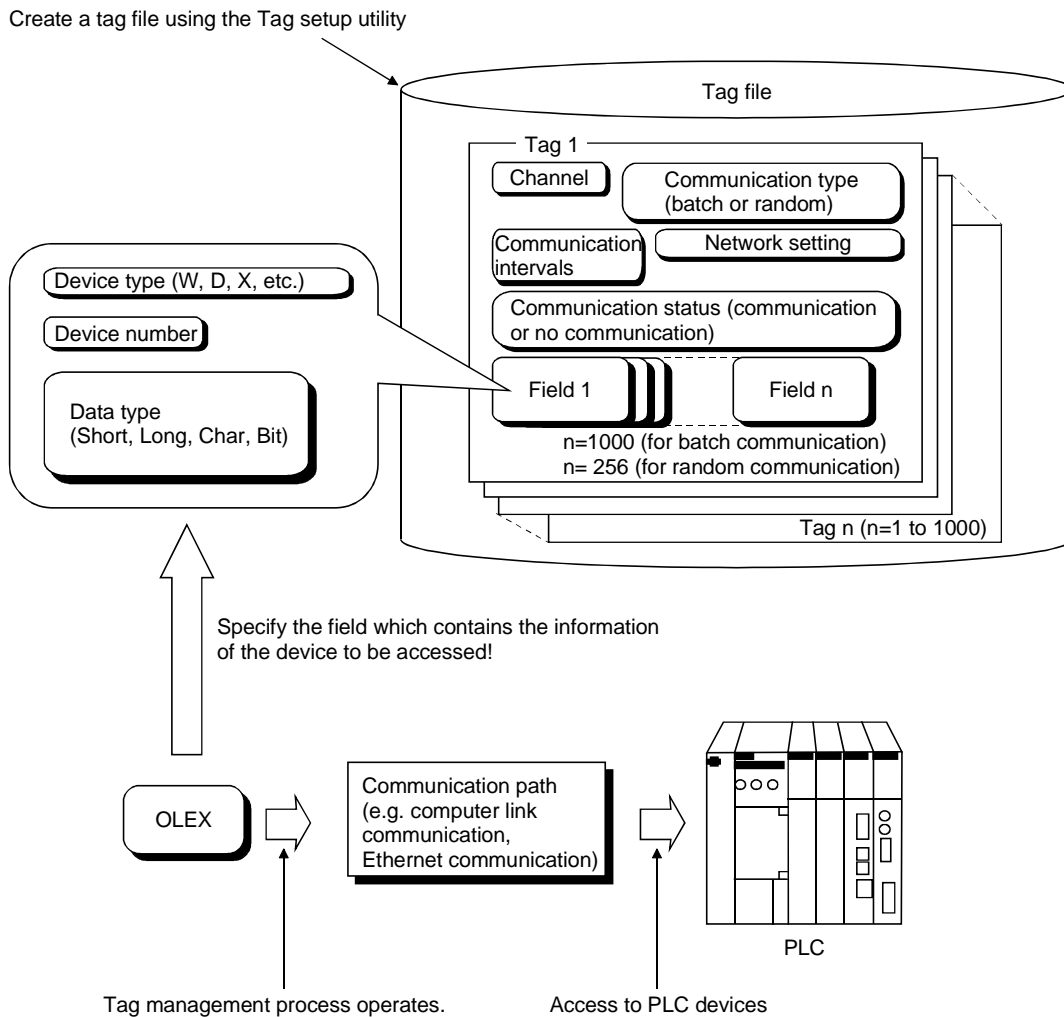 Create a tag file using the Tag setup utility
Tag file
Tag 1
Channel
Communication type
(batch or random)
Communication
intervals
Network setting
Communication status (communication
or no communication)
Field 1
Field n
n=1000 (for batch communication)
n= 256 (for random communication)
Tag n (n=1 to 1000)
Device type (W, D, X, etc.)
Device number
Data type
(Short, Long, Char, Bit)
Specify the field which contains the information
of the device to be accessed!
OLEX
Communication path
(e.g. computer link
communication,
Ethernet communication)
PLC
Tag management process operates.
Access to PLC devices